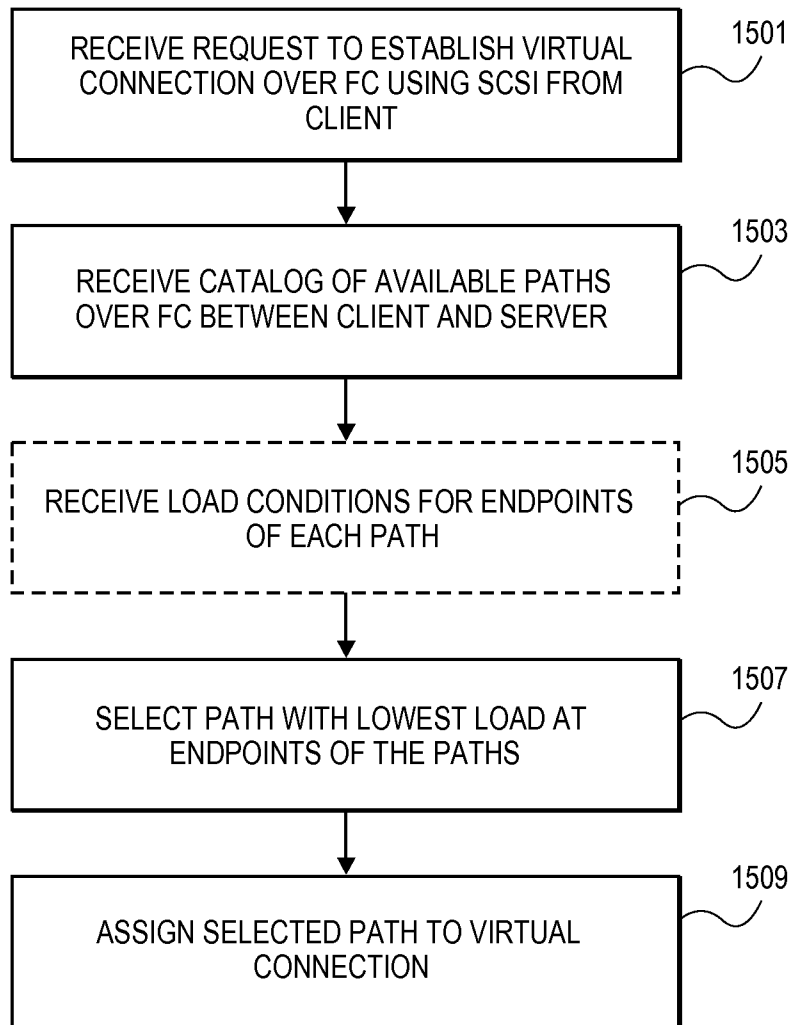 1501
RECEIVE REQUEST TO ESTABLISH VIRTUAL
CONNECTION OVER FC USING SCSI FROM
CLIENT
1503
RECEIVE CATALOG OF AVAILABLE PATHS
OVER FC BETWEEN CLIENT AND SERVER
1505
RECEIVE LOAD CONDITIONS FOR ENDPOINTS
OF EACH PATH
1507
SELECT PATH WITH LOWEST LOAD AT
ENDPOINTS OF THE PATHS
1509
ASSIGN SELECTED PATH TO VIRTUAL
CONNECTION